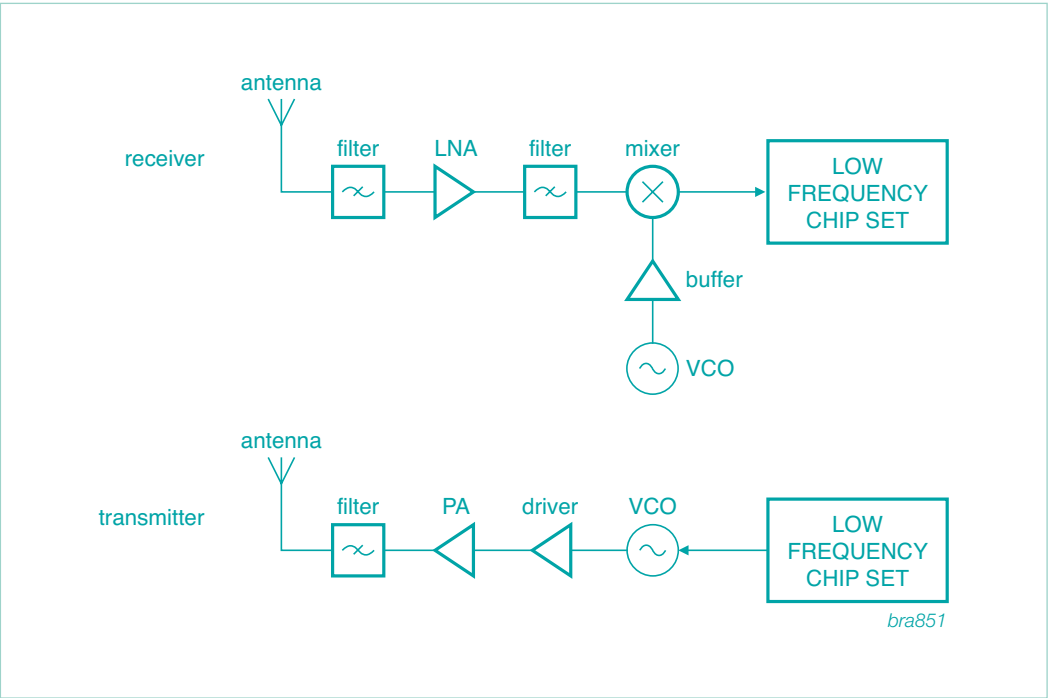 antenna
receiver
filter
LNA
filter
mixer
LOW
FREQUENCY
CHIP SET
buffer
VCO
antenna
transmitter
filter
PA
driver
VCO
LOW
FREQUENCY
CHIP SET
bra851